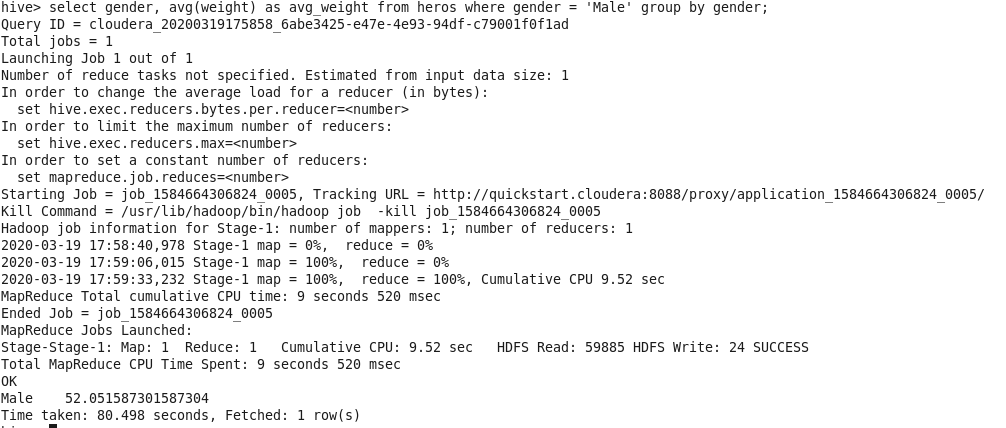 hive> select gender, avg(weight) as avg_weight from heros where gender = 'Male' group by gender;
Query ID = cloudera_20200319175858_6abe3425-e47e-4e93-94df-c79001f0f1ad
Total jobs = 1
Launching Job 1 out of 1
Number of reduce tasks not specified. Estimated from input data size: 1
In order to change the average load for a reducer (in bytes):
  set hive.exec.reducers.bytes.per.reducer=<number>
In order to limit the maximum number of reducers:
  set hive.exec.reducers.max=<number>
In order to set a constant number of reducers:
  set mapreduce.job.reduces=<number>
Starting Job = job_1584664306824_0005, Tracking URL = http://quickstart.cloudera:8088/proxy/application_1584664306824_0005/
Kill Command = /usr/lib/hadoop/bin/hadoop job  -kill job_1584664306824_0005
Hadoop job information for Stage-1: number of mappers: 1; number of reducers: 1
2020-03-19 17:58:40,978 Stage-1 map = 0%,  reduce = 0%
2020-03-19 17:59:06,015 Stage-1 map = 100%,  reduce = 0%
2020-03-19 17:59:33,232 Stage-1 map = 100%,  reduce = 100%, Cumulative CPU 9.52 sec
MapReduce Total cumulative CPU time: 9 seconds 520 msec
Ended Job = job_1584664306824_0005
MapReduce Jobs Launched:
Stage-Stage-1: Map: 1  Reduce: 1   Cumulative CPU: 9.52 sec   HDFS Read: 59885 HDFS Write: 24 SUCCESS
Total MapReduce CPU Time Spent: 9 seconds 520 msec
OK
Male    52.051587301587304
Time taken: 80.498 seconds, Fetched: 1 row(s)